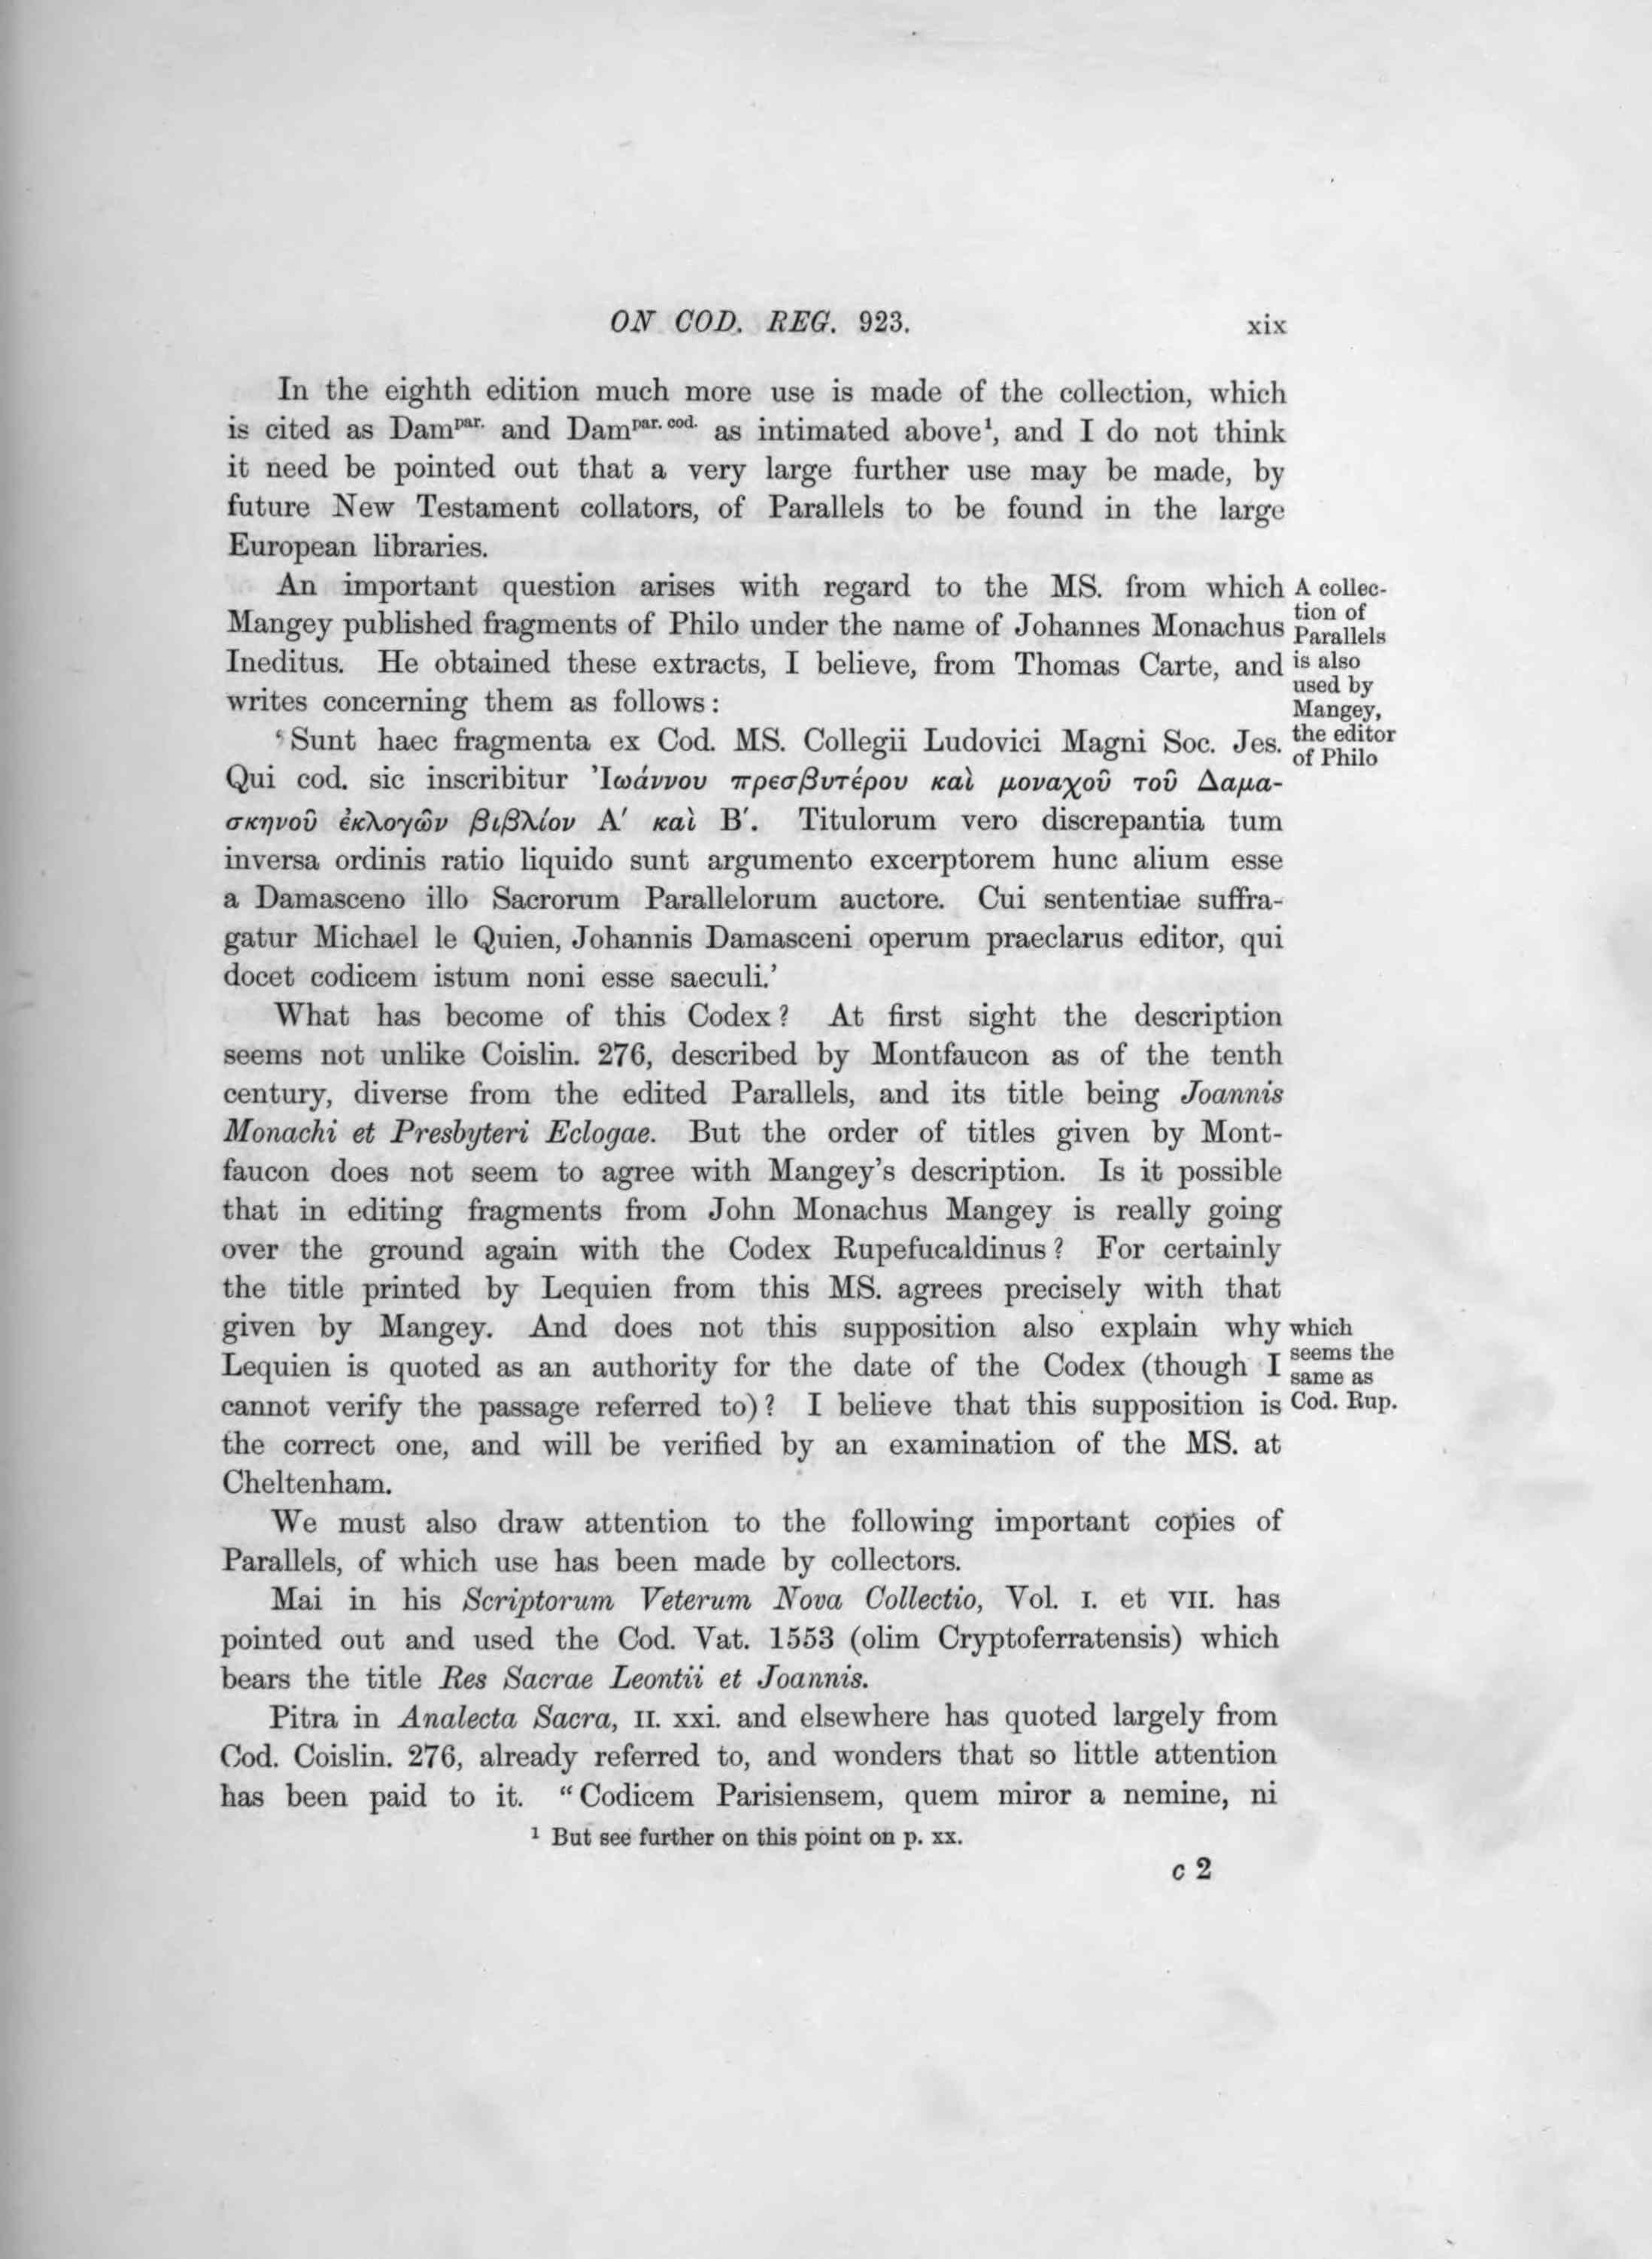 ON COD. REG. 923. xix
In the eighth edition much more use is made of the collection, which
is cited as Dampar. and Dampar. cod. as intimated above1, and I do not think
it need be pointed out that a very large further use may be made, by
future New Testament collators, of Parallels to be found in the large
European libraries.
An important question arises with regard to the MS. from which
Mangey published fragments of Philo under the name of Johannes Monachus
Ineditus. He obtained these extracts, I believe, from Thomas Carte, and
writes concerning them as follows:
A collec-
tion of
Parallels
is also
used by
Mangey,
the editor
of Philo
‘Sunt haec fragmenta ex Cod. MS. Collegii Ludovici Magni Soc. Jes.
Qui cod. sic inscribitur Ἰωάννου πρεσβυτέρου καὶ μοναχοῦ τοῦ Δαμα-
σκηνοῦ ἐκλογῶν βιβλίον Α′ καὶ Β′. Titulorum vero discrepantia tum
inversa ordinis ratio liquido sunt argumento excerptorem hunc alium esse
a Damasceno illo Sacrorum Parallelorum auctore. Cui sententiae suffra-
gatur Michael le Quien, Johannis Damasceni operum praeclarus editor, qui
docet codicem istum noni esse saeculi.’
What has become of this Codex? At first sight the description
seems not unlike Coislin. 276, described by Montfaucon as of the tenth
century, diverse from the edited Parallels, and its title being Joannis
Monachi et Presbyteri Eclogae. But the order of titles given by Mont-
faucon does not seem to agree with Mangey's description. Is it possible
that in editing fragments from John Monachus Mangey is really going
over the ground again with the Codex Rupefucaldinus? For certainly
the title printed by Lequien from this MS. agrees precisely with that
given by Mangey. And does not this supposition also explain why
Lequien is quoted as an authority for the date of the Codex (though I
cannot verify the passage referred to)? I believe that this supposition is
the correct one, and will be verified by an examination of the MS. at
Cheltenham.
which
seems the
same as
Cod. Rup.
We must also draw attention to the following important copies of
Parallels, of which use has been made by collectors.
Mai in his Scriptorum Veterum Nova Collectio, Vol. I. et VII. has
pointed out and used the Cod. Vat. 1553 (olim Cryptoferratensis) which
bears the title Res Sacrae Leontii et Joannis.
Pitra in Analecta Sacra, II. xxi. and elsewhere has quoted largely from
Cod. Coislin. 276, already referred to, and wonders that so little attention
has been paid to it. “Codicem Parisiensem, quem miror a nemine, ni
1 But see further on this point on p. xx.
c 2